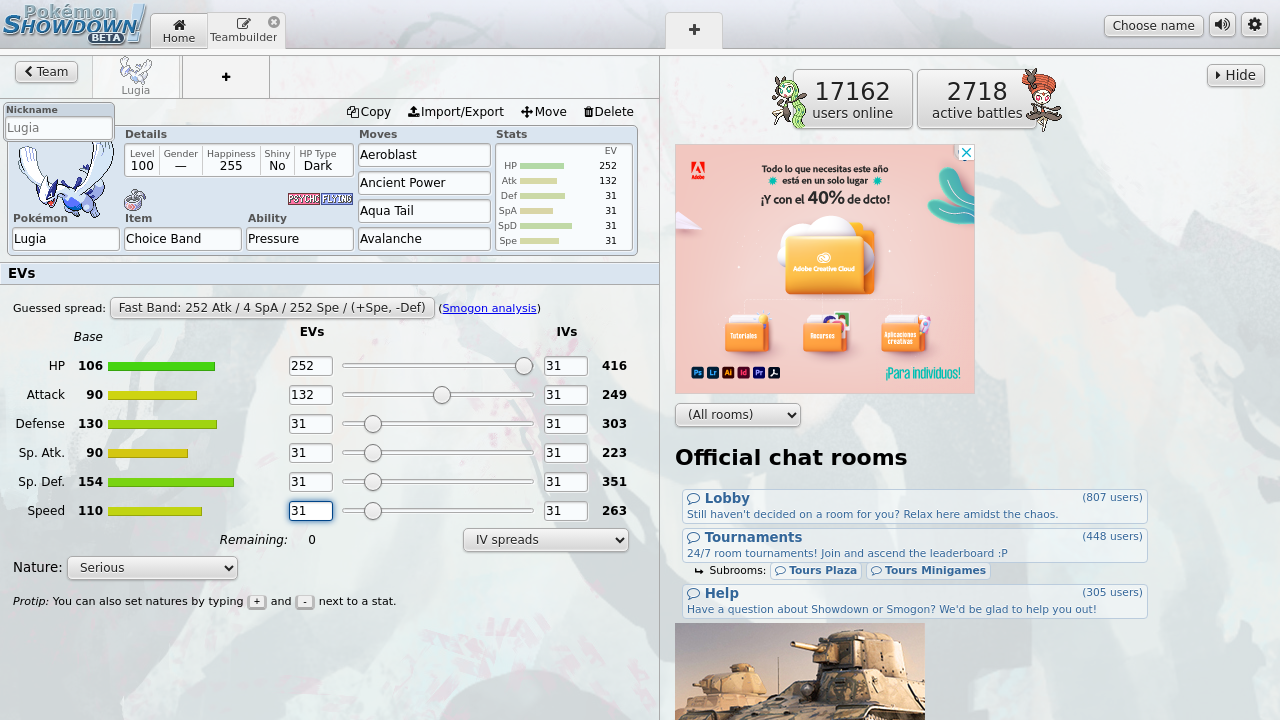 Pokémon
SHOWDOWN!
BETA
Home
Teambuilder
Choose name
Team
Lugia
Hide
Nickname
Lugia
Copy
Import/Export
Move
Delete
Details
Level
100
Gender
—
Happiness
255
Shiny
No
HP Type
Dark
PSYCHC FLYING
Pokémon
Lugia
Item
Choice Band
Ability
Pressure
Moves
Aeroblast
Ancient Power
Aqua Tail
Avalanche
Stats
EV
HP 252
Atk 132
Def 31
SpA 31
SpD 31
Spe 31
EVs
Guessed spread: Fast Band: 252 Atk / 4 SpA / 252 Spe / (+Spe, -Def) (Smogon analysis)
Base EVs IVs
HP 106 252 31 416
Attack 90 132 31 249
Defense 130 31 31 303
Sp. Atk. 90 31 31 223
Sp. Def. 154 31 31 351
Speed 110 31 31 263
Remaining: 0 IV spreads
Nature: Serious
Protip: You can also set natures by typing + and - next to a stat.
17162
users online
2718
active battles
Adobe
Todo lo que necesitas este año
está en un solo lugar
¡Y con el 40% de dcto!
Adobe Creative Cloud
Tutoriales
Recursos
Aplicaciones
creativas
Ps Lr Ai Id Pr
¡Para individuos!
(All rooms)
Official chat rooms
Lobby (807 users)
Still haven't decided on a room for you? Relax here amidst the chaos.
Tournaments (448 users)
24/7 room tournaments! Join and ascend the leaderboard :P
Subrooms: Tours Plaza Tours Minigames
Help (305 users)
Have a question about Showdown or Smogon? We'd be glad to help you out!